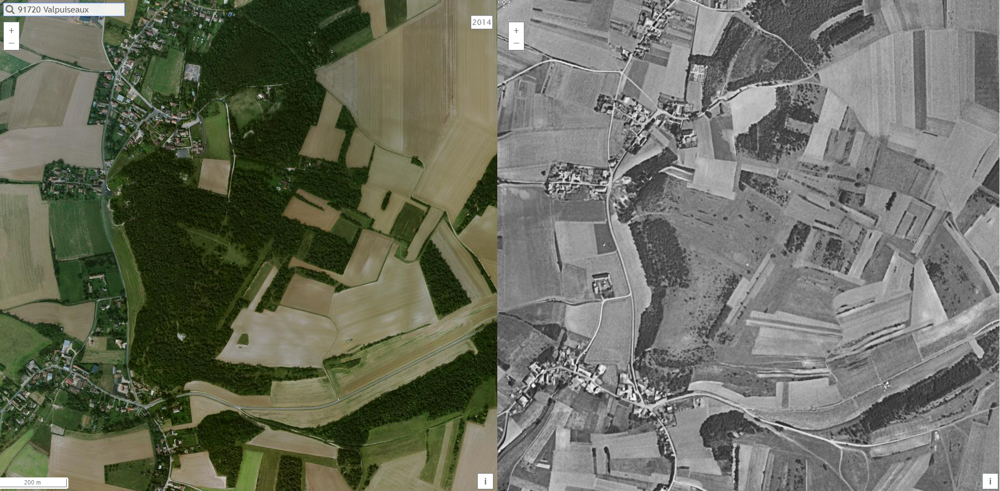 91720 Valpuiseaux
+
–
2014
200 m
i
+
–
i